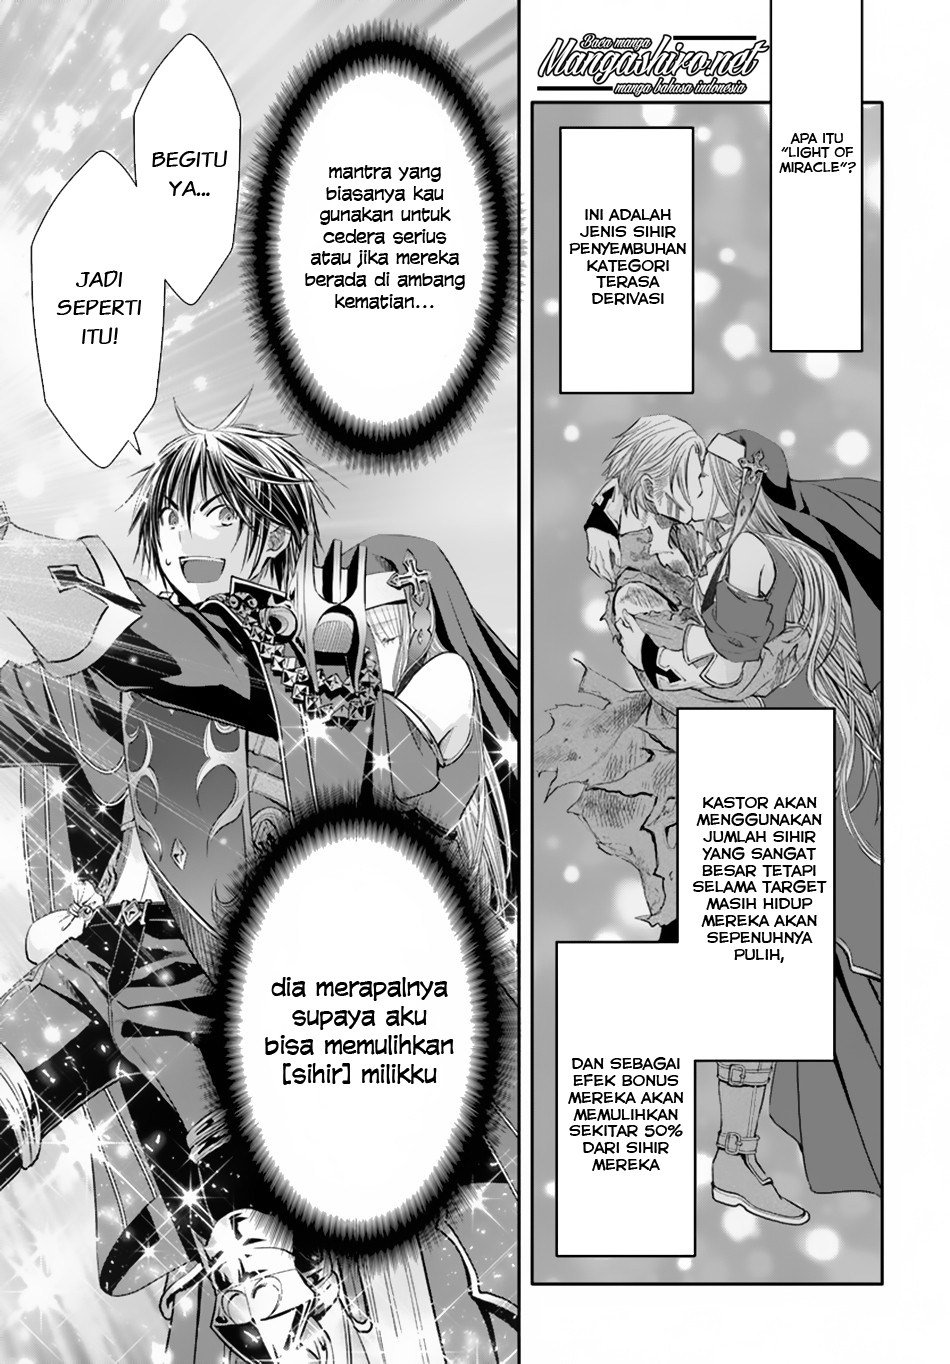 Baca manga
Mangashiro.net
manga bahasa indonesia
APA ITU
"LIGHT OF
MIRACLE"?
INI ADALAH
JENIS SIHIR
PENYEMBUHAN
KATEGORI
TERASA
DERIVASI
KASTOR AKAN
MENGGUNAKAN
JUMLAH SIHIR
YANG SANGAT
BESAR TETAPI
SELAMA TARGET
MASIH HIDUP
MEREKA AKAN
SEPENUHNYA
PULIH,
DAN SEBAGAI
EFEK BONUS
MEREKA AKAN
MEMULIHKAN
SEKITAR 50%
DARI SIHIR
MEREKA
mantra yang
biasanya kau
gunakan untuk
cedera serius
atau jika mereka
berada di ambang
kematian...
BEGITU
YA...
JADI
SEPERTI
ITU!
dia merapalnya
supaya aku
bisa memulihkan
[sihir] milikku